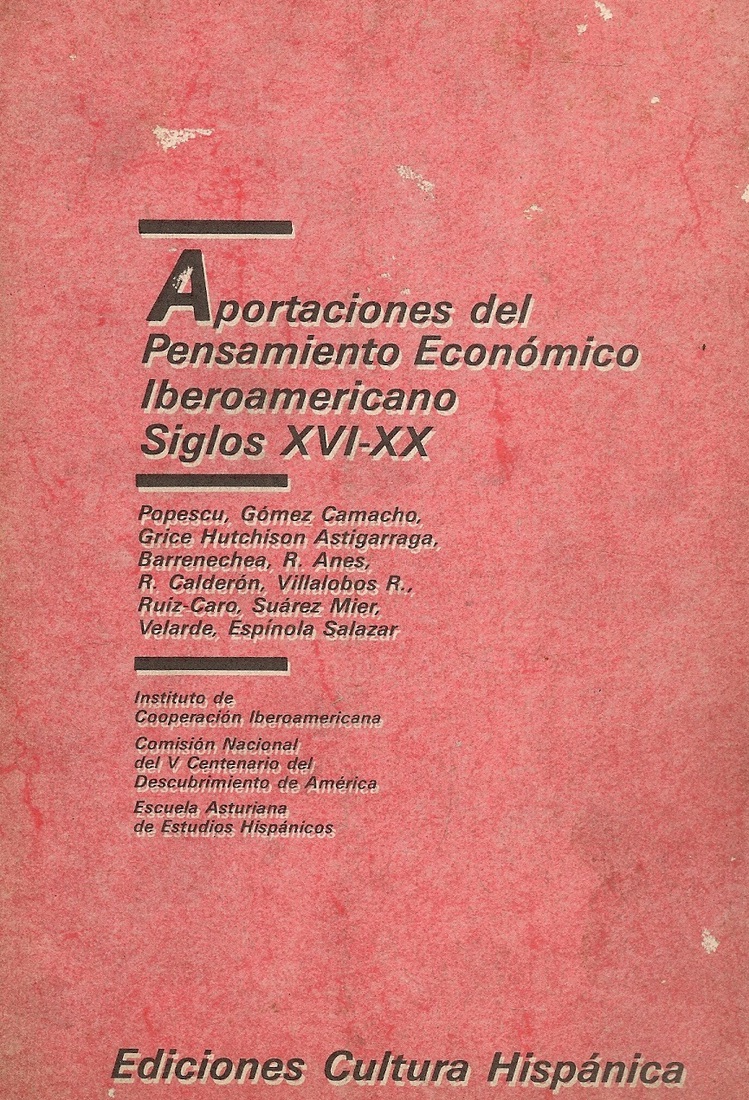 Aportaciones del
Pensamiento Económico
Iberoamericano
Siglos XVI-XX
Popescu, Gómez Camacho,
Grice Hutchison Astigarraga,
Barrenechea, R. Anes,
R. Calderón, Villalobos R.,
Ruíz-Caro, Suárez Mier,
Velarde, Espínola Salazar
Instituto de
Cooperación Iberoamericana
Comisión Nacional
del V Centenario del
Descubrimiento de América
Escuela Asturiana
de Estudios Hispánicos
Ediciones Cultura Hispánica